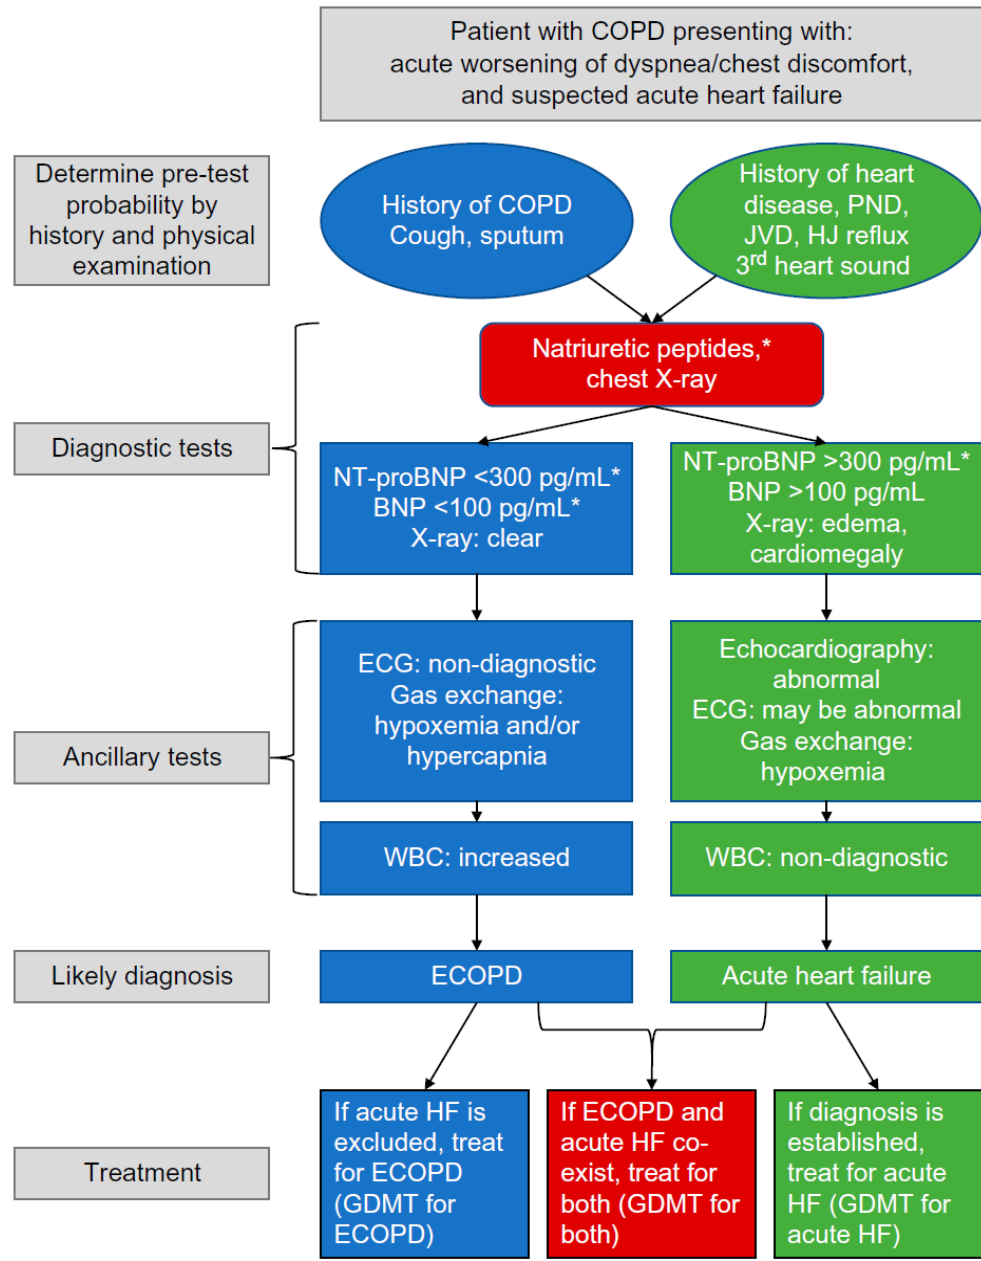 Patient with COPD presenting with:
acute worsening of dyspnea/chest discomfort,
and suspected acute heart failure
Determine pre-test
probability by
history and physical
examination
History of COPD
Cough, sputum
History of heart
disease, PND,
JVD, HJ reflux
3rd heart sound
Natriuretic peptides,*
chest X-ray
Diagnostic tests
NT-proBNP <300 pg/mL*
BNP <100 pg/mL*
X-ray: clear
NT-proBNP >300 pg/mL*
BNP >100 pg/mL
X-ray: edema,
cardiomegaly
Ancillary tests
ECG: non-diagnostic
Gas exchange:
hypoxemia and/or
hypercapnia
Echocardiography:
abnormal
ECG: may be abnormal
Gas exchange:
hypoxemia
WBC: increased
WBC: non-diagnostic
Likely diagnosis
ECOPD
Acute heart failure
Treatment
If acute HF is
excluded, treat
for ECOPD
(GDMT for
ECOPD)
If ECOPD and
acute HF co-
exist, treat for
both (GDMT for
both)
If diagnosis is
established,
treat for acute
HF (GDMT for
acute HF)